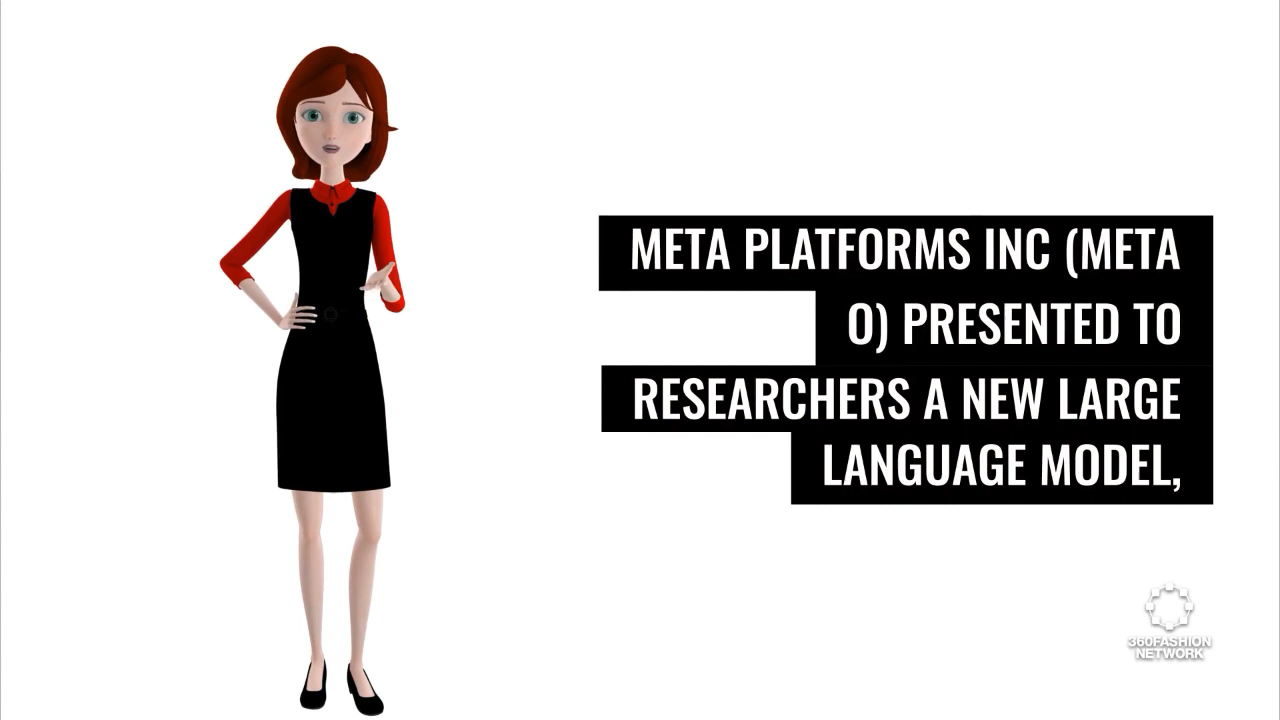 META PLATFORMS INC (META
O) PRESENTED TO
RESEARCHERS A NEW LARGE
LANGUAGE MODEL,
360FASHION
NETWORK